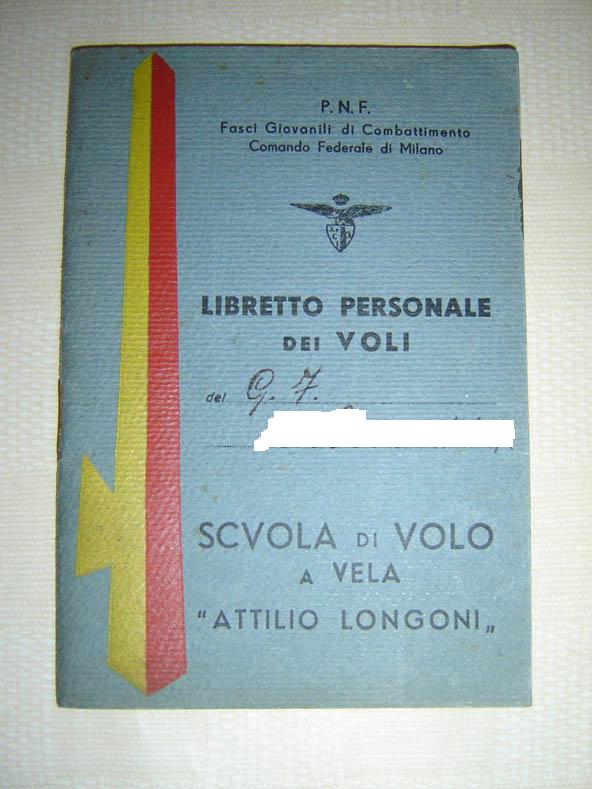 P. N. F.
Fasci Giovanili di Combattimento
Comando Federale di Milano
LIBRETTO PERSONALE
DEI VOLI
del G. F.
SCVOLA DI VOLO
A VELA
"ATTILIO LONGONI„